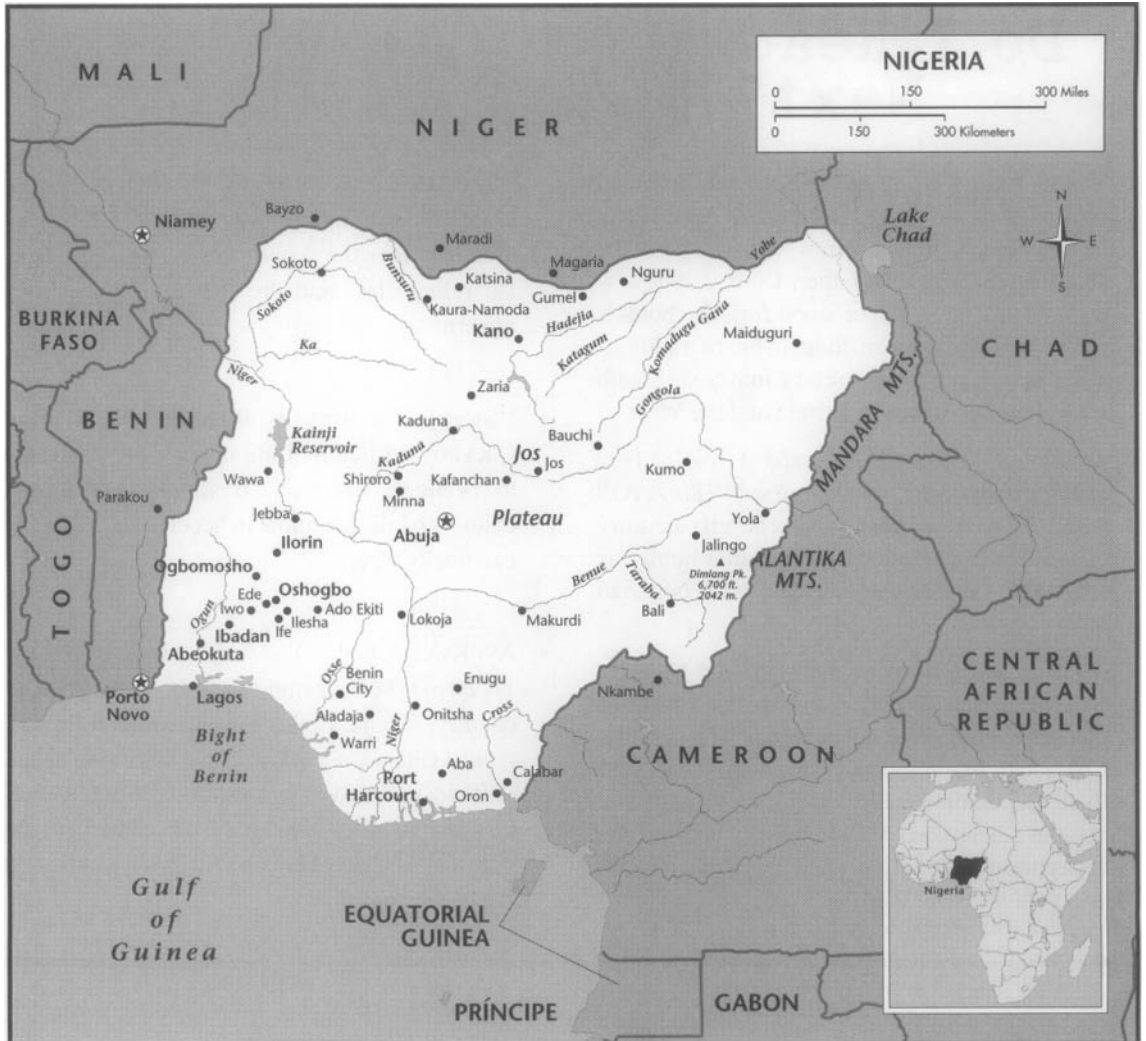 NIGERIA
0 150 300 Miles
0 150 300 Kilometers
MALI
NIGER
Bayzo
Niamey
Maradi
Lake
Chad
N
W E
S
Magaria
Sokoto
Bunsuru
Katsina
Nguru
Yobe
Gumel
Kaura-Namoda
Sokoto
BURKINA
FASO
Kano
Hadejia
Katagum
Komadugu Gana
Maiduguri
CHAD
Ka
Niger
Zaria
Gongola
MANDARA MTS.
BENIN
Kainji
Reservoir
Kaduna
Kaduna
Bauchi
Jos
Jos
Kumo
Wawa
Shiroro
Kafanchan
Minna
Parakou
Jebba
Abuja
Plateau
Yola
TOGO
Ilorin
Jalingo
ALANTIKA
MTS.
Dimlang Pk.
6,700 ft.
2042 m.
Ogbomosho
Benue
Taraba
Ede
Oshogbo
Iwo
Ilesha
Ado Ekiti
Ife
Ogun
Ibadan
Lokoja
Makurdi
Bali
Abeokuta
Osse
Benin
City
Enugu
Nkambe
CENTRAL
AFRICAN
REPUBLIC
Porto
Novo
Lagos
Aladaja
Niger
Onitsha
Cross
Bight
of
Benin
Warri
CAMEROON
Aba
Calabar
Port
Harcourt
Oron
Gulf
of
Guinea
EQUATORIAL
GUINEA
Nigeria
PRÍNCIPE
GABON